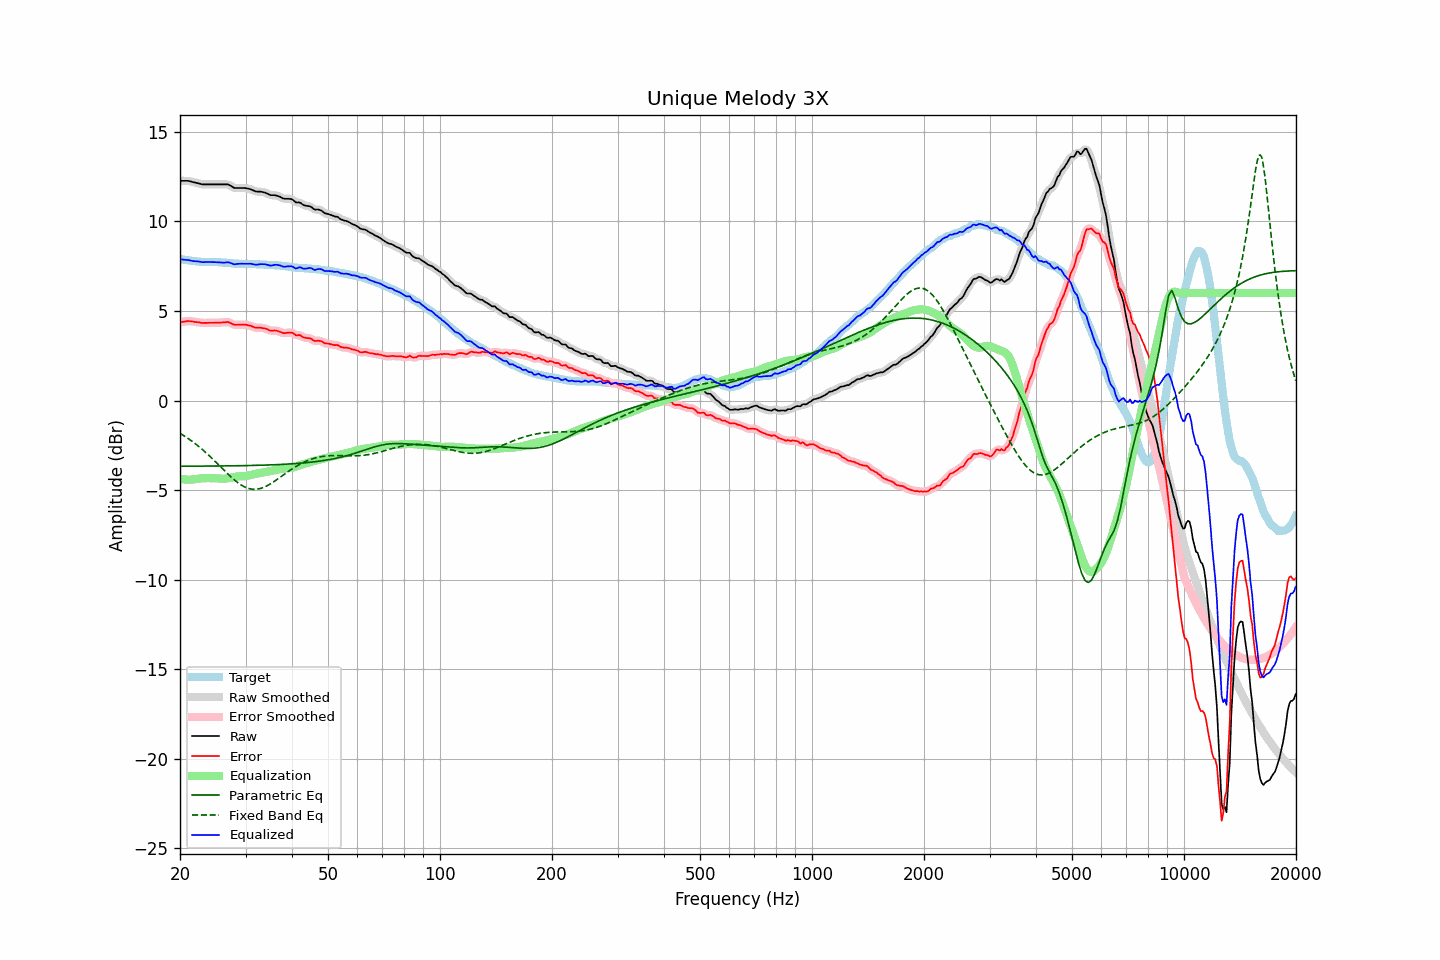 Unique Melody 3X
15
10
5
0
−5
−10
−15
−20
−25
Amplitude (dBr)
Target
Raw Smoothed
Error Smoothed
Raw
Error
Equalization
Parametric Eq
Fixed Band Eq
Equalized
20 50 100 200 500 1000 2000 5000 10000 20000
Frequency (Hz)